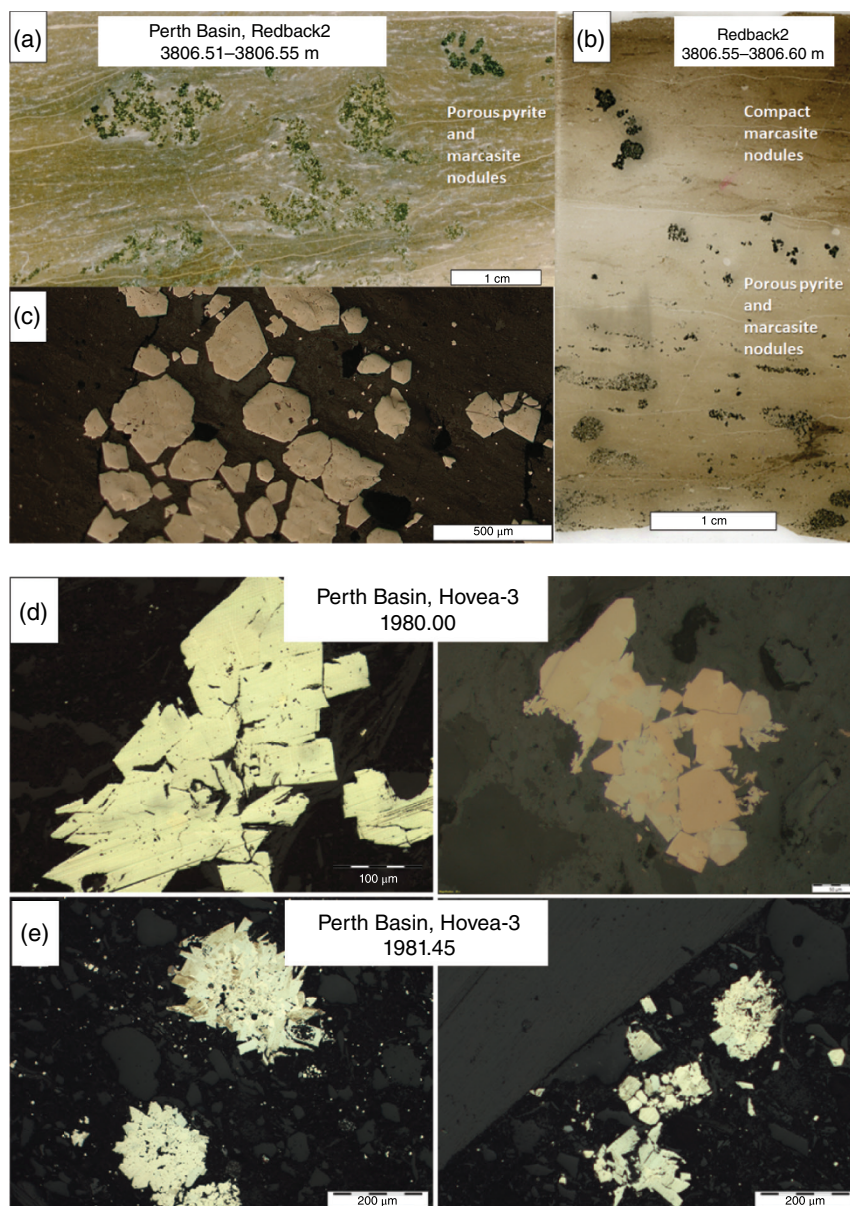 (a)
Perth Basin, Redback2
3806.51–3806.55 m
Porous pyrite
and
marcasite
nodules
1 cm
(b)
Redback2
3806.55–3806.60 m
Compact
marcasite
nodules
Porous pyrite
and
marcasite
nodules
1 cm
(c)
500 μm
(d)
Perth Basin, Hovea-3
1980.00
100 μm
(e)
Perth Basin, Hovea-3
1981.45
200 μm
200 μm